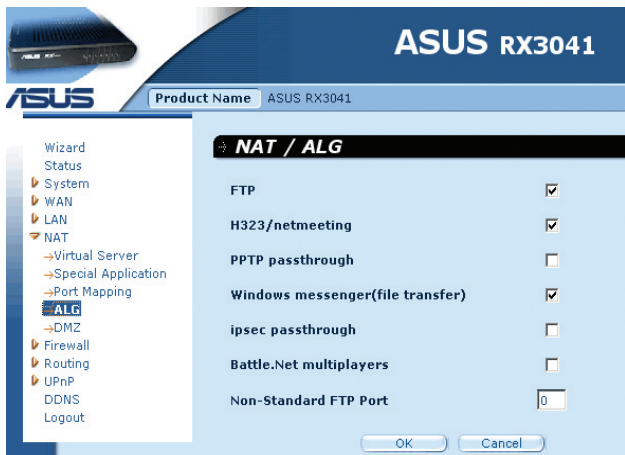 ASUS RX3041
ASUS
Product Name ASUS RX3041
Wizard
Status
System
WAN
LAN
NAT
→Virtual Server
→Special Application
→Port Mapping
→ALG
→DMZ
Firewall
Routing
UPnP
DDNS
Logout
NAT / ALG
FTP
H323/netmeeting
PPTP passthrough
Windows messenger(file transfer)
ipsec passthrough
Battle.Net multiplayers
Non-Standard FTP Port 0
OK Cancel